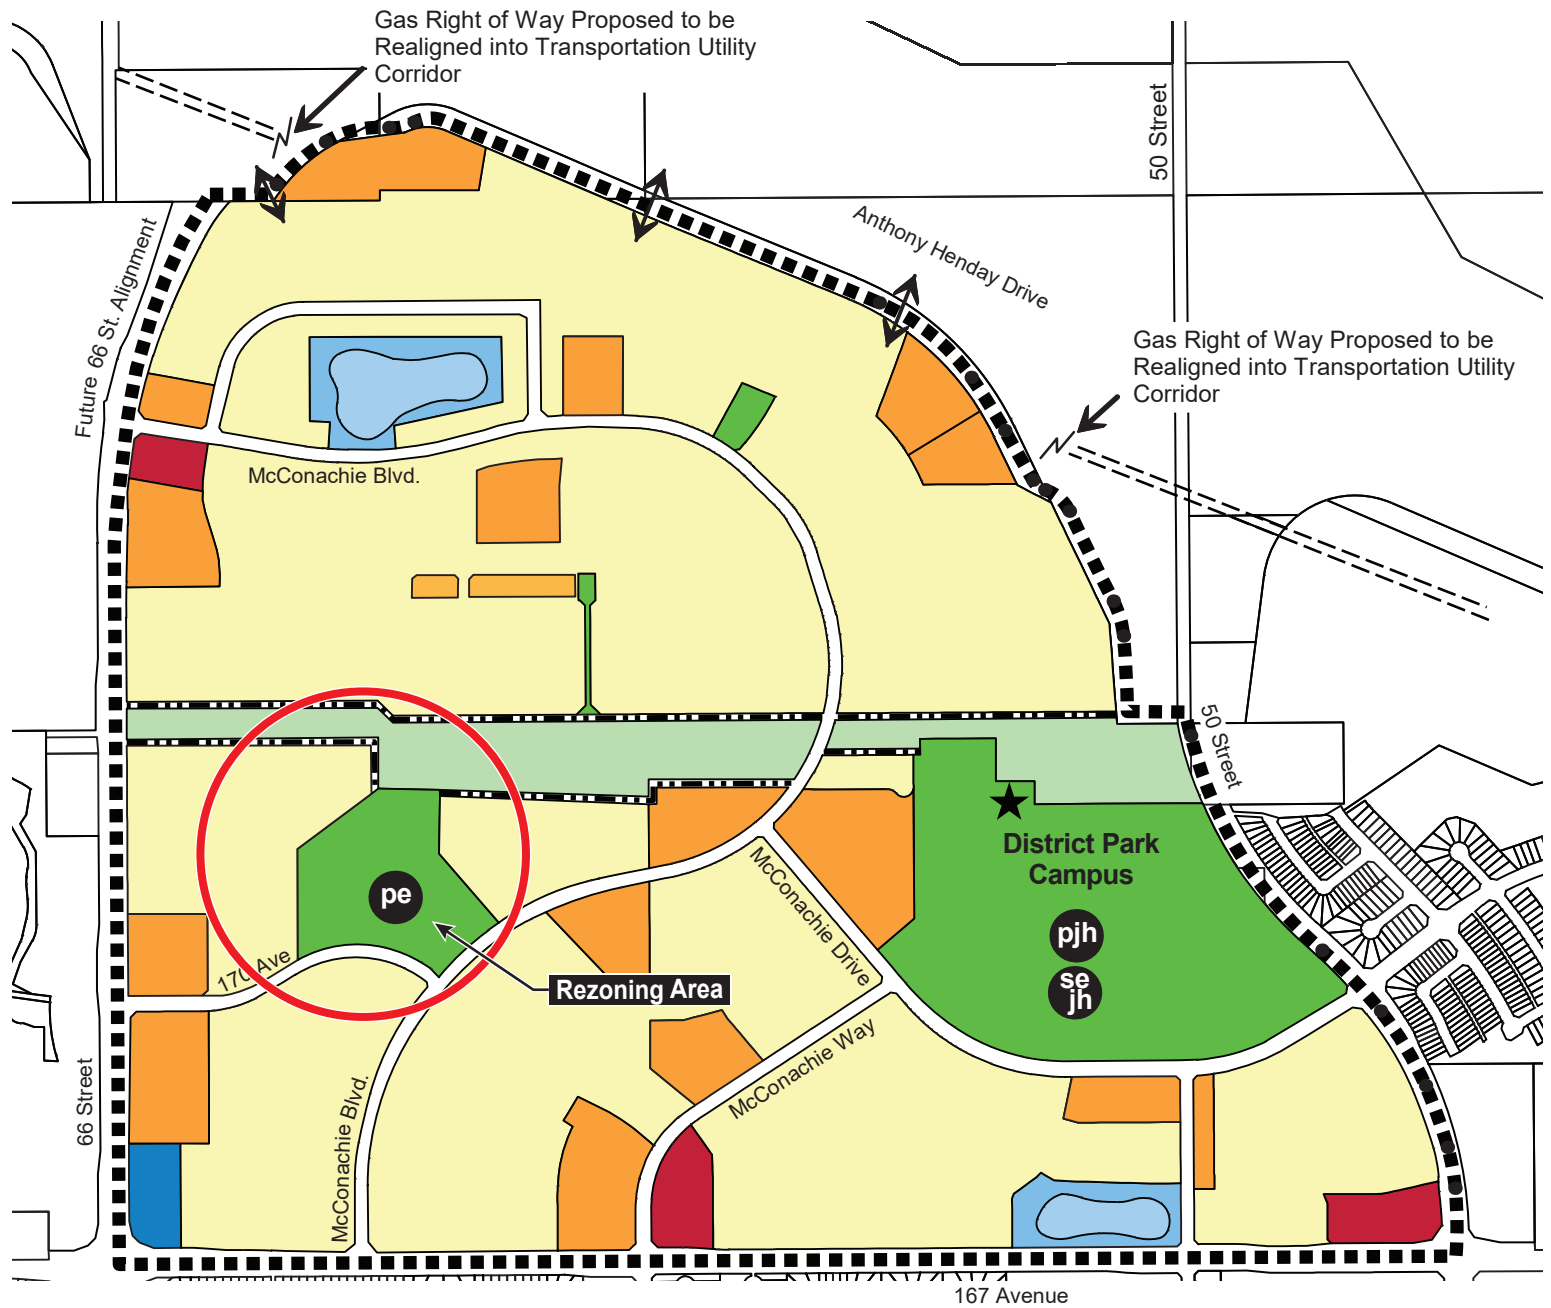 Gas Right of Way Proposed to be
Realigned into Transportation Utility
Corridor
50 Street
Anthony Henday Drive
Future 66 St. Alignment
Gas Right of Way Proposed to be
Realigned into Transportation Utility
Corridor
McConachie Blvd.
50 Street
District Park
Campus
pe
pjh
se
jh
McConachie Drive
170 Ave
Rezoning Area
McConachie Way
66 Street
McConachie Blvd.
167 Avenue